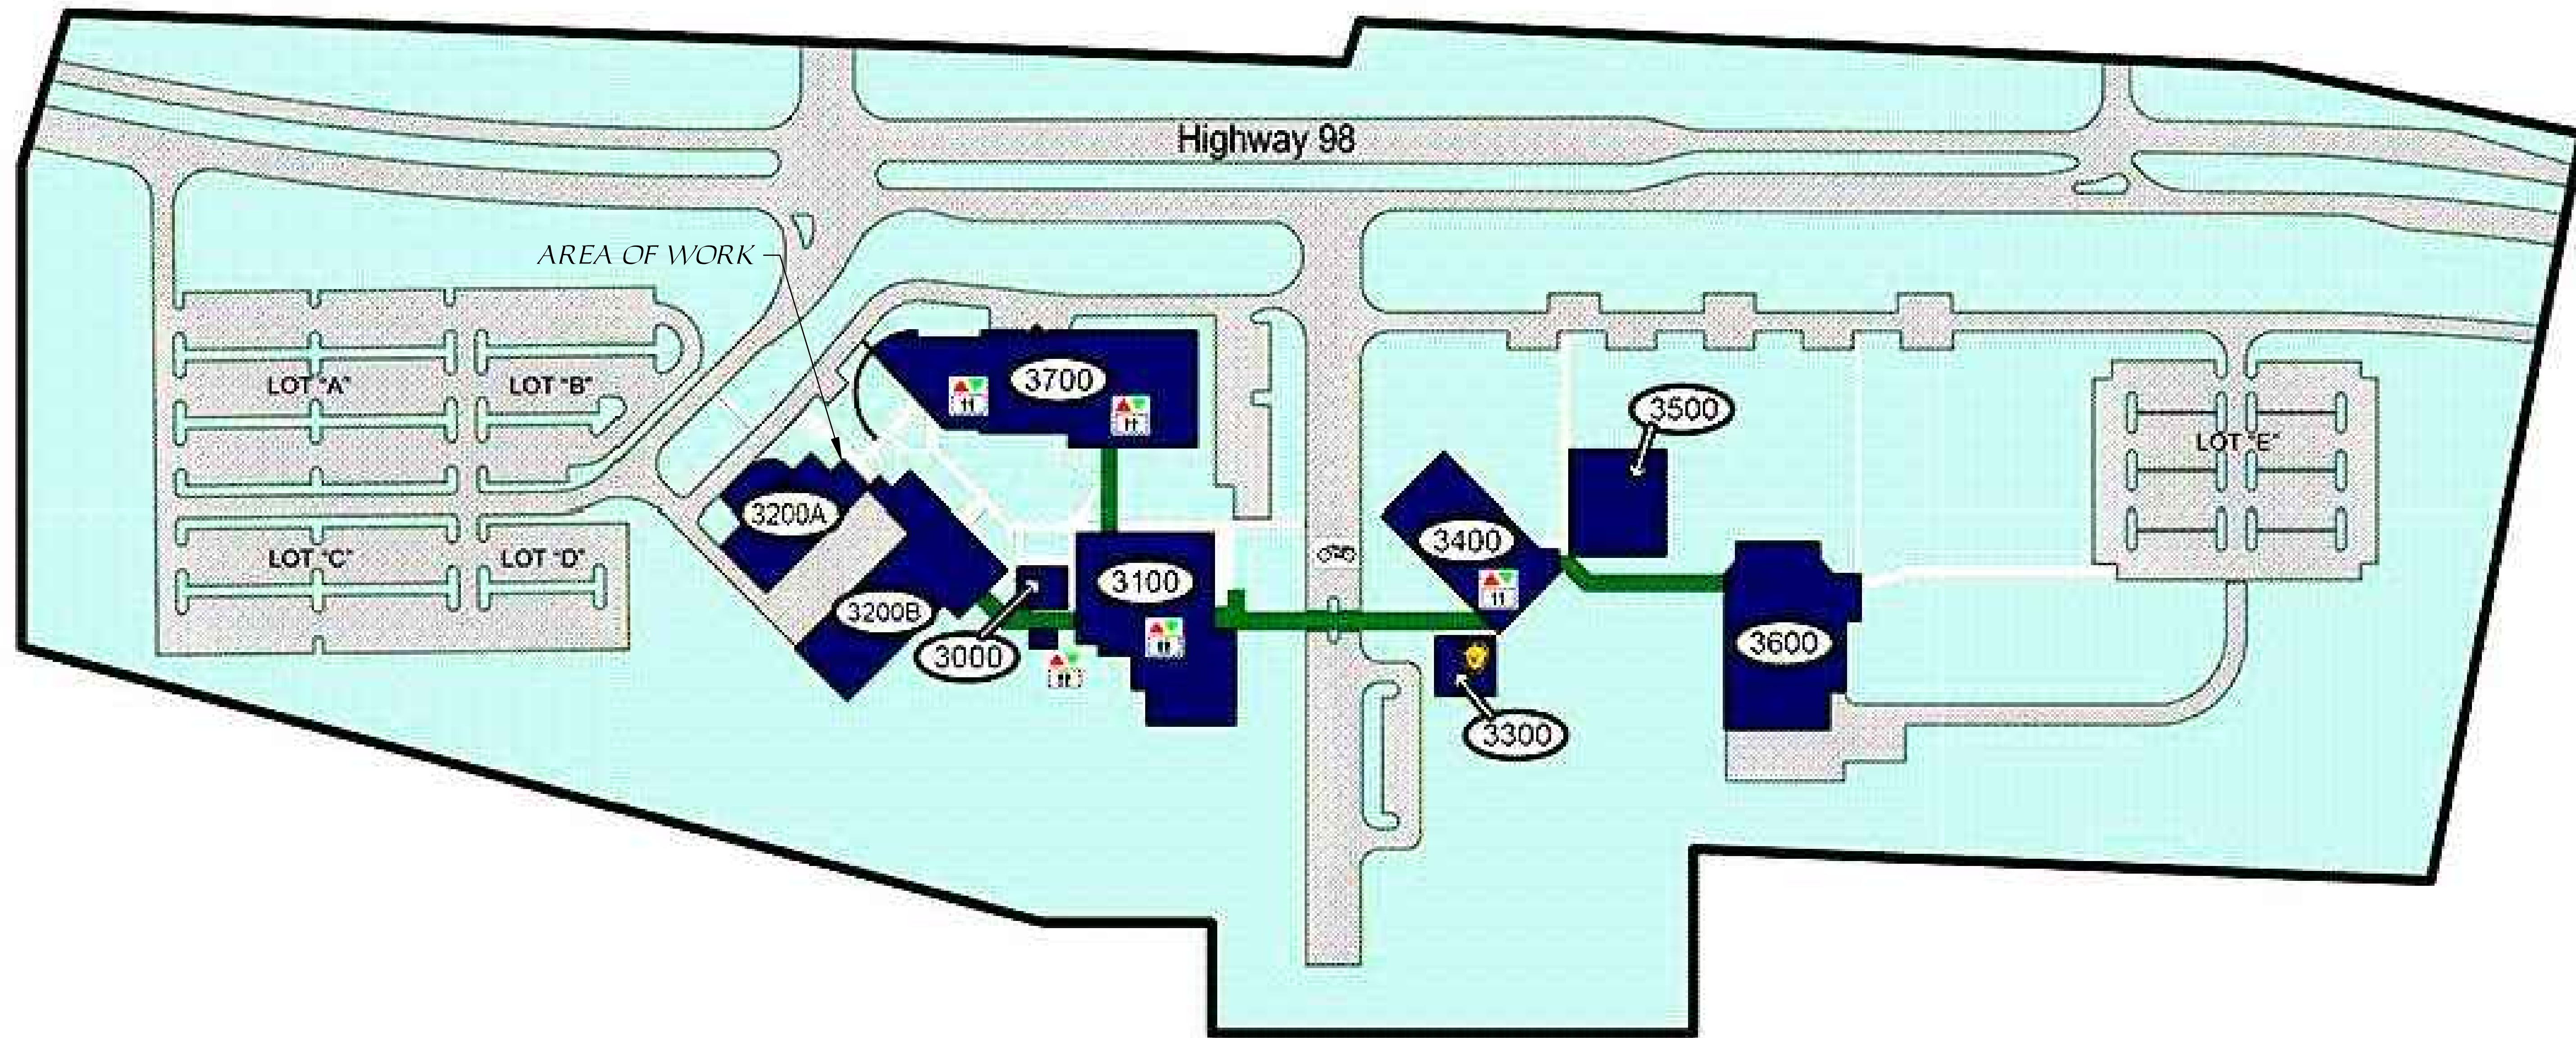 Highway 98
AREA OF WORK
LOT "A"
LOT "B"
3700
3500
LOT "E"
3200A
3400
LOT "C"
LOT "D"
3100
3200B
3600
3000
3300